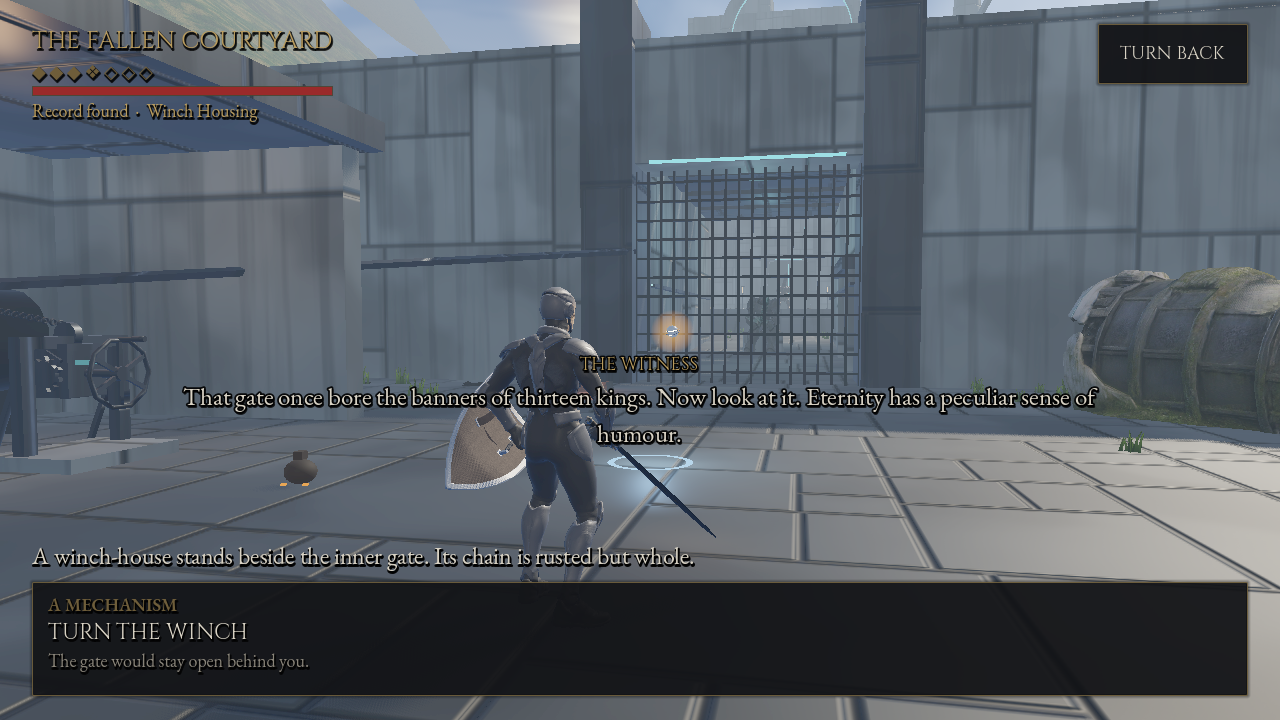 THE FALLEN COURTYARD
TURN BACK
Record found · Winch Housing
THE WITNESS
That gate once bore the banners of thirteen kings. Now look at it. Eternity has a peculiar sense of
humour.
A winch-house stands beside the inner gate. Its chain is rusted but whole.
A MECHANISM
TURN THE WINCH
The gate would stay open behind you.